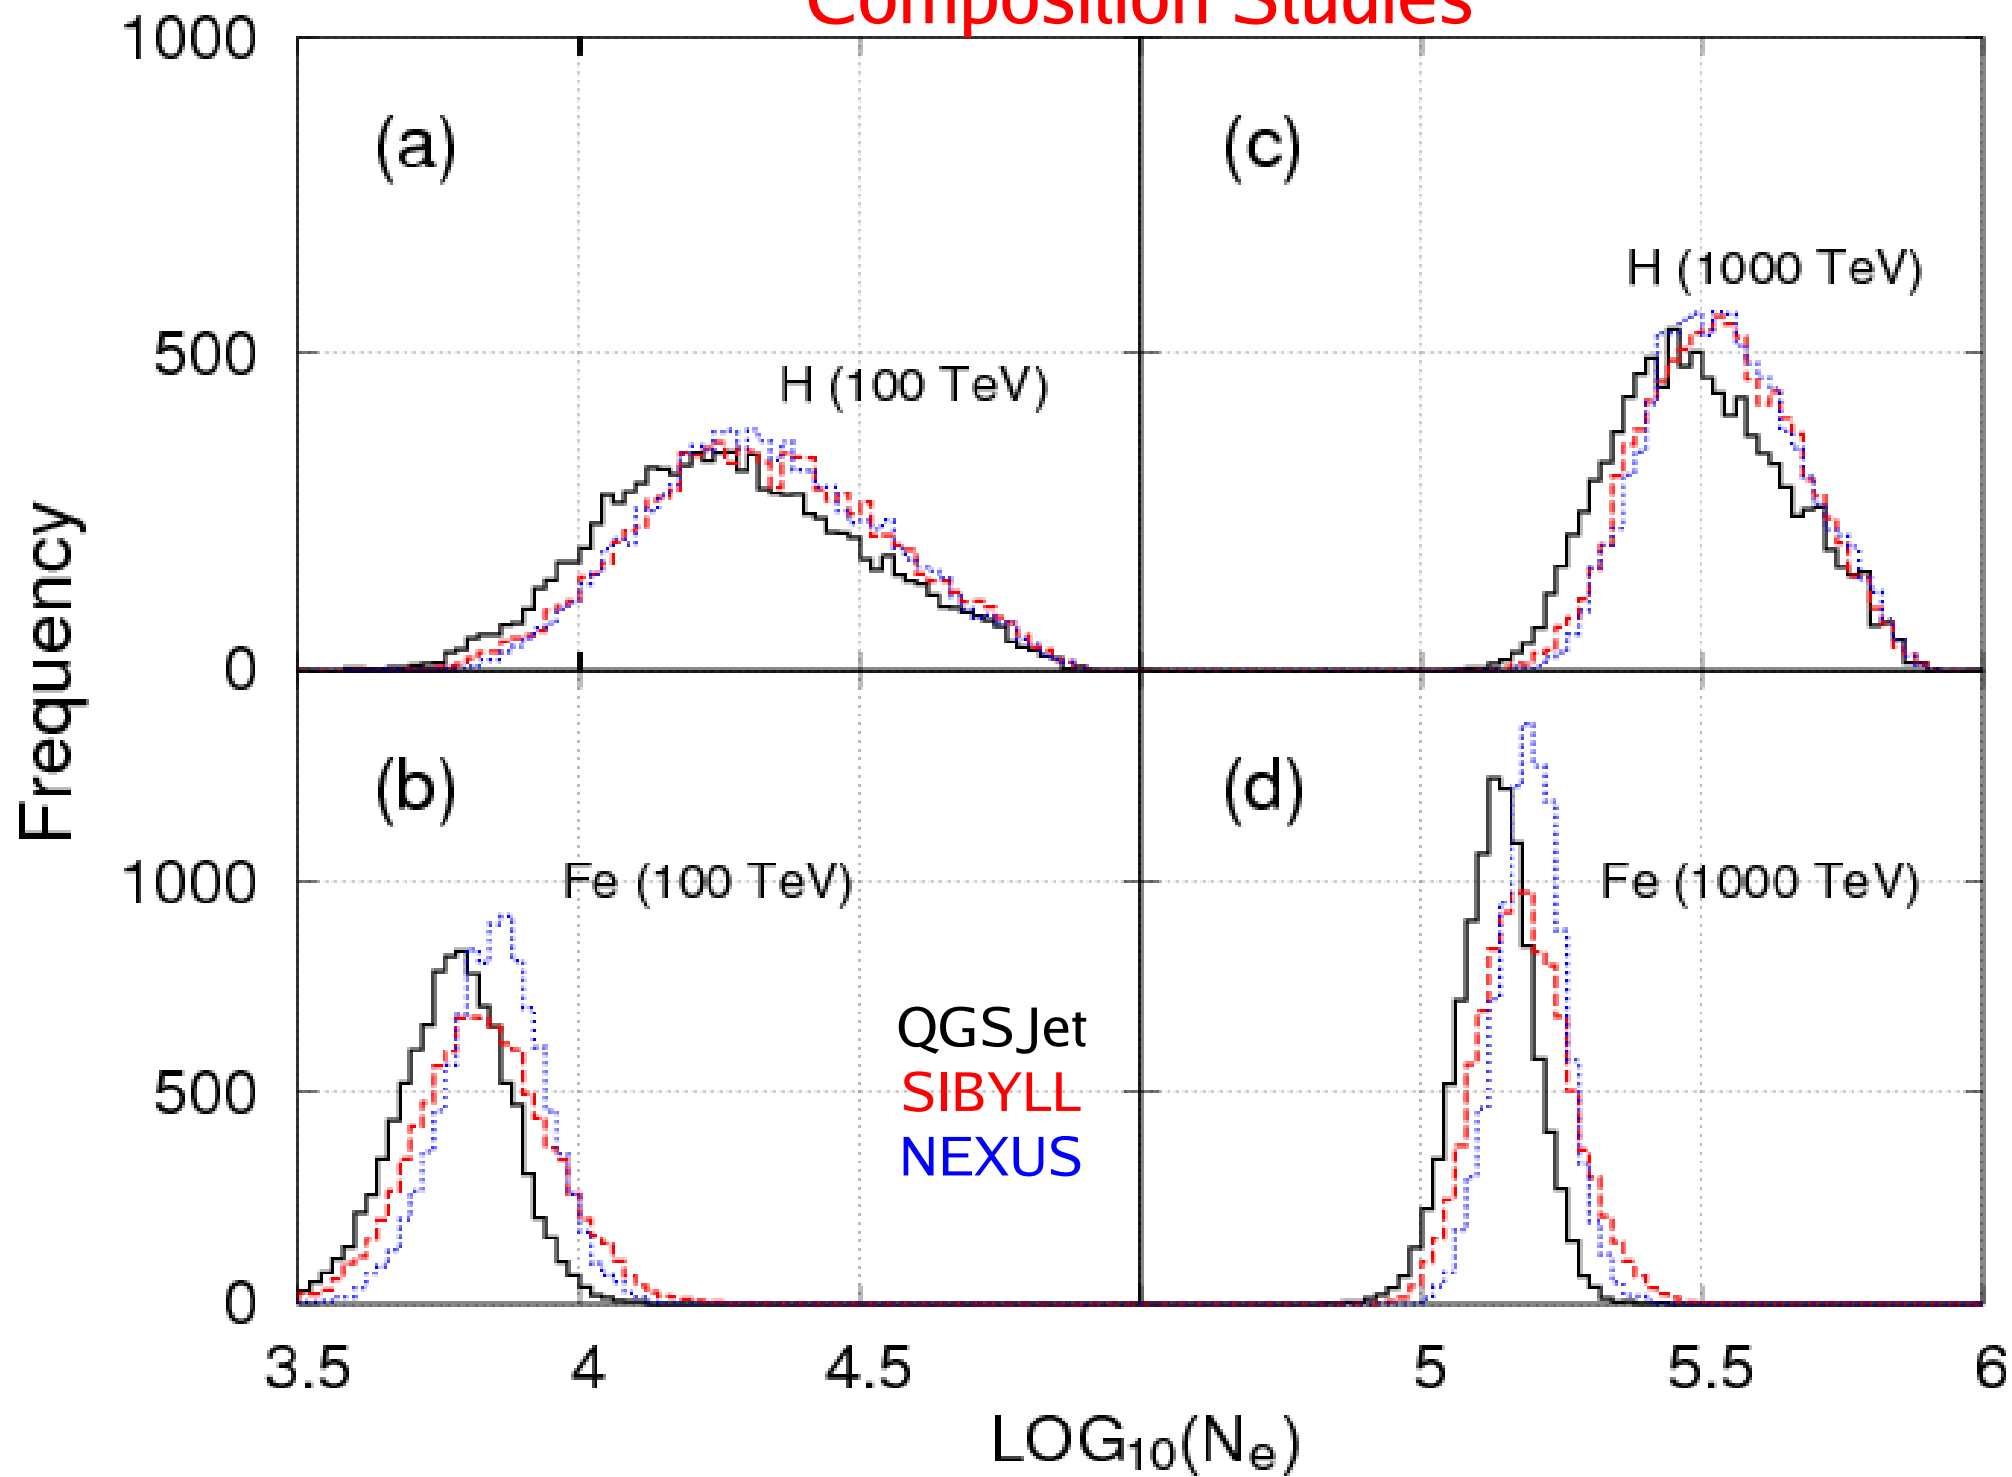 Composition Studies
1000
500
0
(a)
H (100 TeV)
(c)
H (1000 TeV)
Frequency
1000
500
0
(b)
Fe (100 TeV)
(d)
Fe (1000 TeV)
QGSJet
SIBYLL
NEXUS
3.5 4 4.5 5 5.5 6
LOG₁₀(Nₑ)